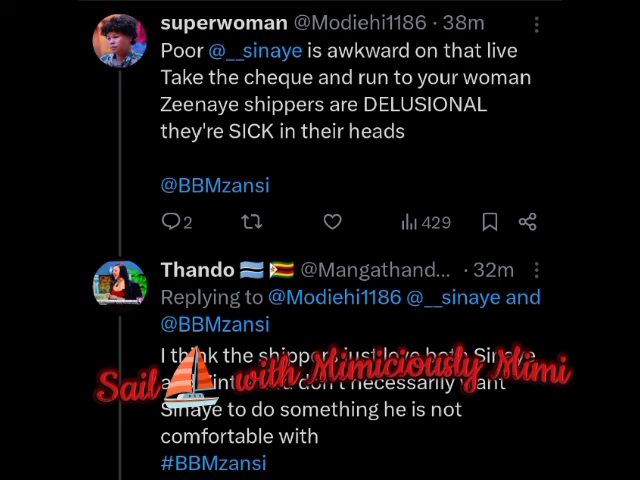 superwoman @Modiehi1186 · 38m
Poor @__sinaye is awkward on that live
Take the cheque and run to your woman
Zeenaye shippers are DELUSIONAL
they're SICK in their heads
@BBMzansi
2 429
Thando @Mangathand... · 32m
Replying to @Modiehi1186 @__sinaye and
@BBMzansi
I think the shippers just love both Sinaye
don't necessarily want
Sail with Mimiciously Mimi
Sinaye to do something he is not
comfortable with
#BBMzansi